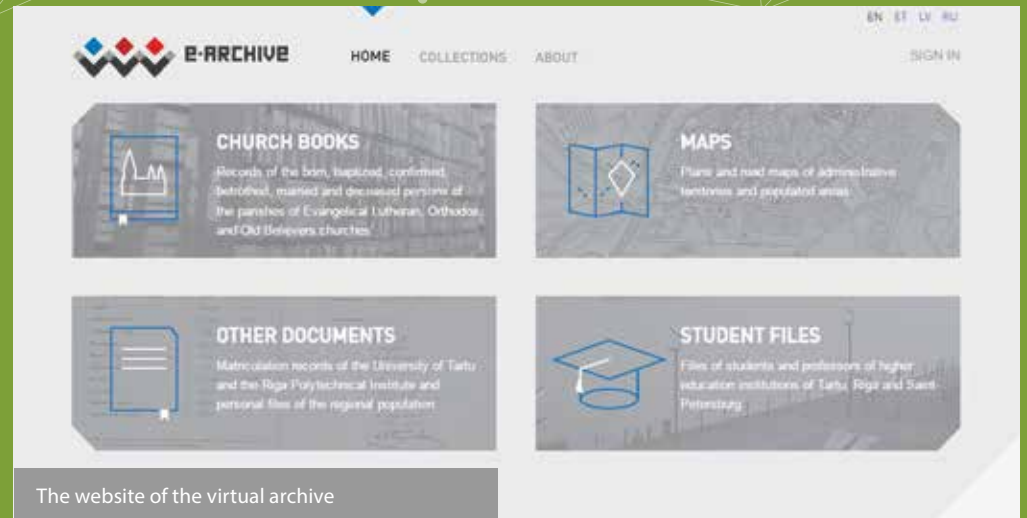 EN ET LV RU
E-ARCHIVE HOME COLLECTIONS ABOUT SIGN IN
CHURCH BOOKS
Records of the born, baptized, confirmed,
betrothed, married and deceased persons of
the parishes of Evangelical Lutheran, Orthodox
and Old Believers churches
MAPS
Plans and road maps of administrative
territories and populated areas
OTHER DOCUMENTS
Matriculation records of the University of Tartu
and the Riga Polytechnical Institute and
personal files of the regional population
STUDENT FILES
Files of students and professors of higher
education institutions of Tartu, Riga and Saint-
Petersburg
The website of the virtual archive